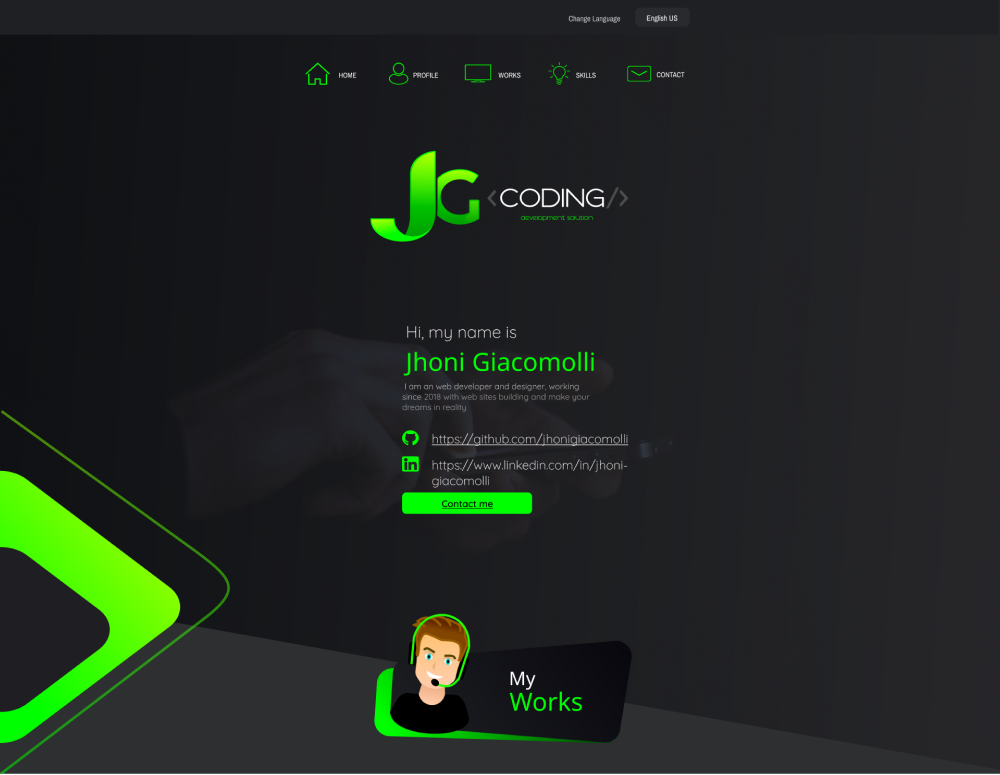 Change Language English US
HOME PROFILE WORKS SKILLS CONTACT
JG <CODING/>
development solution
Hi, my name is
Jhoni Giacomolli
I am an web developer and designer, working
since 2018 with web sites building and make your
dreams in reality
https://github.com/jhonigiacomolli
https://www.linkedin.com/in/jhoni-
giacomolli
Contact me
My
Works